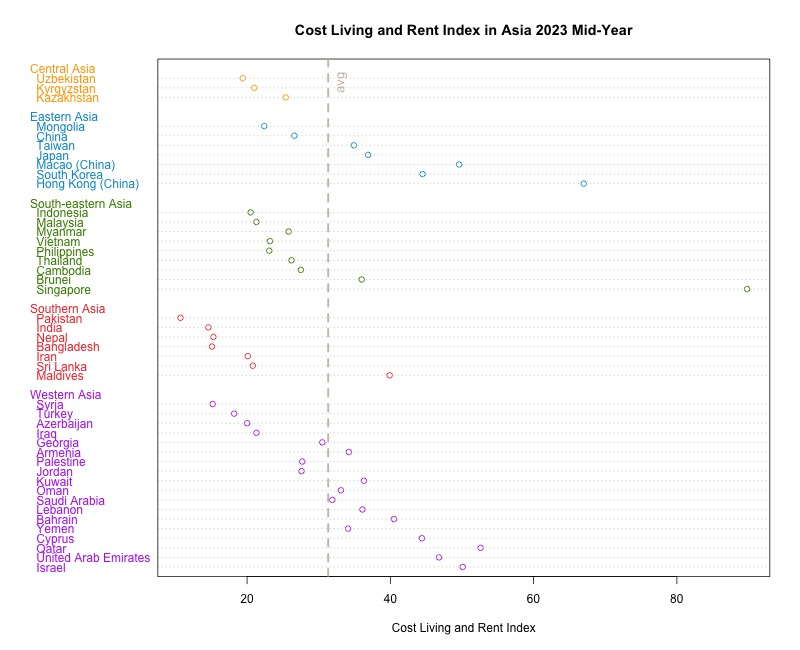 Cost Living and Rent Index in Asia 2023 Mid-Year
avg
Central Asia
Uzbekistan
Kyrgyzstan
Kazakhstan
Eastern Asia
Mongolia
China
Taiwan
Japan
Macao (China)
South Korea
Hong Kong (China)
South-eastern Asia
Indonesia
Malaysia
Myanmar
Vietnam
Philippines
Thailand
Cambodia
Brunei
Singapore
Southern Asia
Pakistan
India
Nepal
Bangladesh
Iran
Sri Lanka
Maldives
Western Asia
Syria
Turkey
Azerbaijan
Iraq
Georgia
Armenia
Palestine
Jordan
Kuwait
Oman
Saudi Arabia
Lebanon
Bahrain
Yemen
Cyprus
Qatar
United Arab Emirates
Israel
20 40 60 80
Cost Living and Rent Index